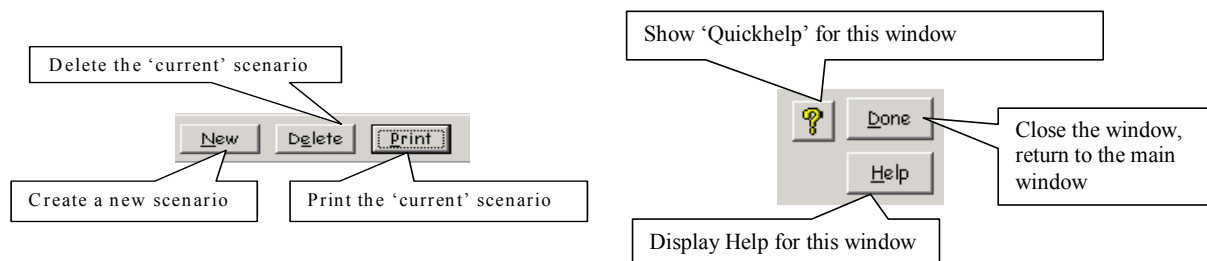 Delete the ‘current’ scenario
New
Delete
Print
Create a new scenario
Print the ‘current’ scenario
Show ‘Quickhelp’ for this window
?
Done
Help
Close the window,
return to the main
window
Display Help for this window